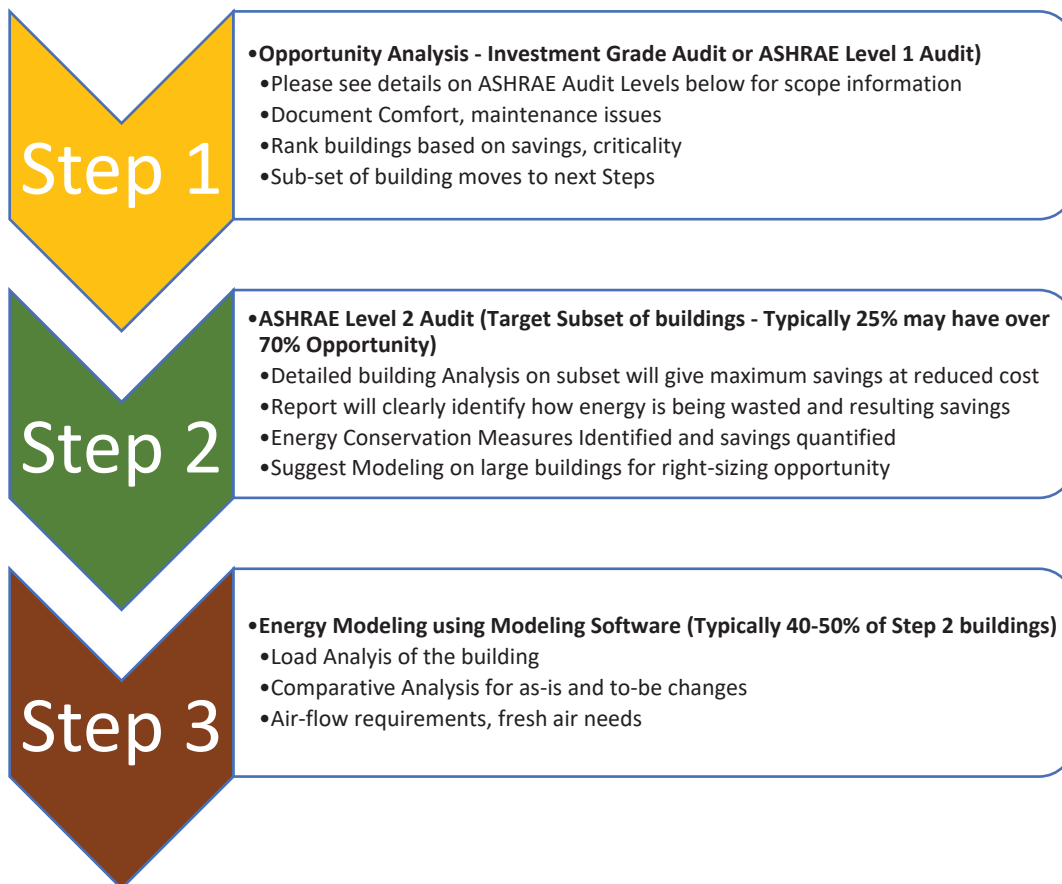 Step 1
•Opportunity Analysis - Investment Grade Audit or ASHRAE Level 1 Audit)
•Please see details on ASHRAE Audit Levels below for scope information
•Document Comfort, maintenance issues
•Rank buildings based on savings, criticality
•Sub-set of building moves to next Steps
Step 2
•ASHRAE Level 2 Audit (Target Subset of buildings - Typically 25% may have over
70% Opportunity)
•Detailed building Analysis on subset will give maximum savings at reduced cost
•Report will clearly identify how energy is being wasted and resulting savings
•Energy Conservation Measures Identified and savings quantified
•Suggest Modeling on large buildings for right-sizing opportunity
Step 3
•Energy Modeling using Modeling Software (Typically 40-50% of Step 2 buildings)
•Load Analyis of the building
•Comparative Analysis for as-is and to-be changes
•Air-flow requirements, fresh air needs